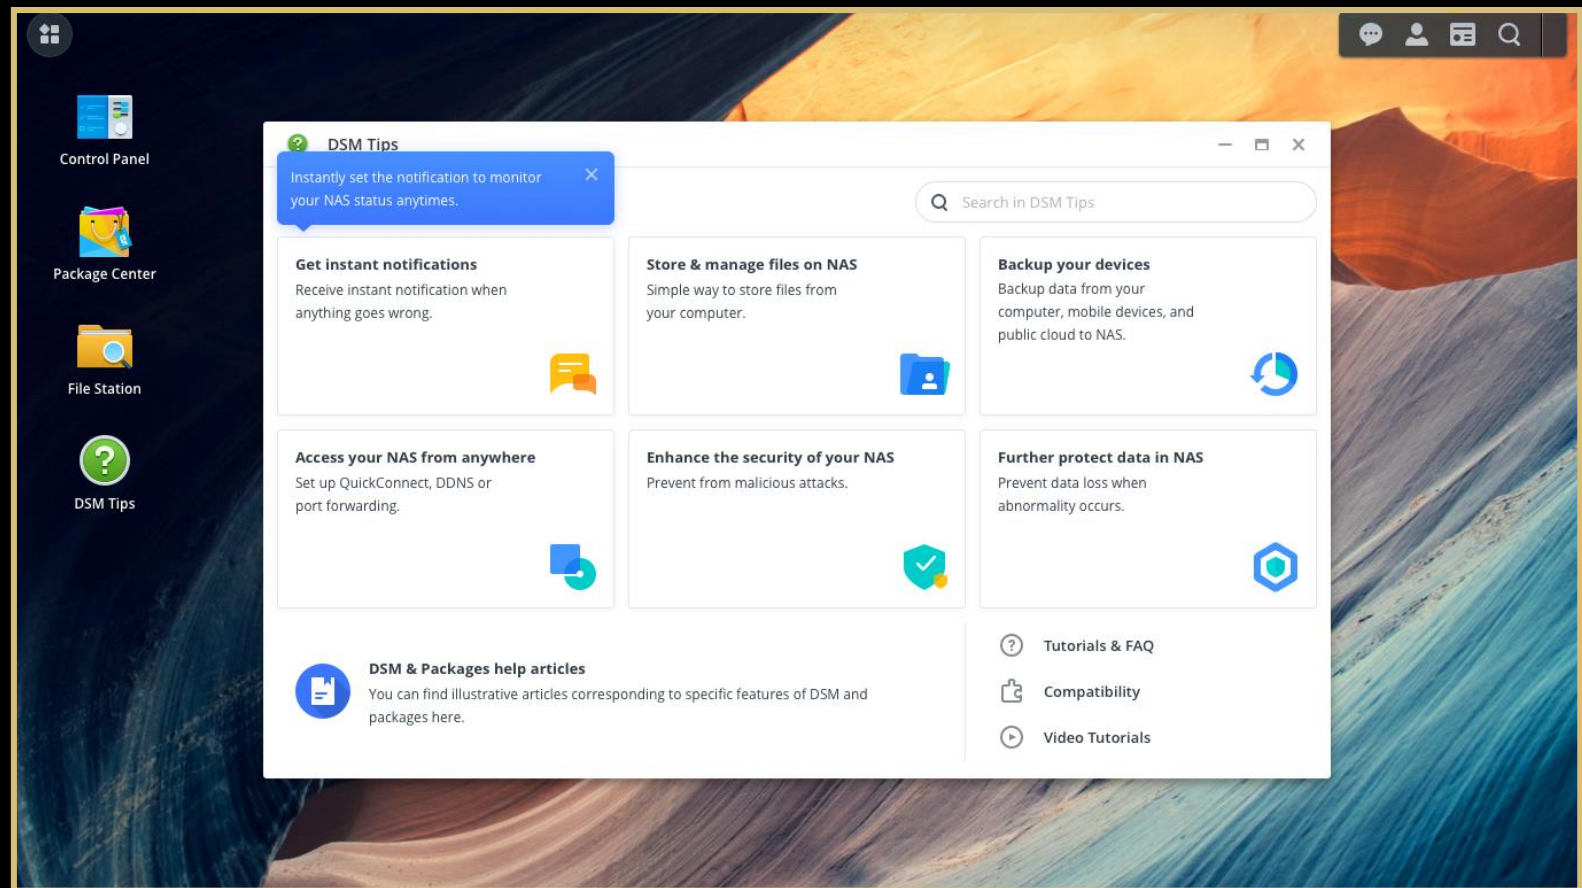 Control Panel
Package Center
File Station
DSM Tips
DSM Tips
Instantly set the notification to monitor
your NAS status anytimes.
Search in DSM Tips
Get instant notifications
Receive instant notification when
anything goes wrong.
Store & manage files on NAS
Simple way to store files from
your computer.
Backup your devices
Backup data from your
computer, mobile devices, and
public cloud to NAS.
Access your NAS from anywhere
Set up QuickConnect, DDNS or
port forwarding.
Enhance the security of your NAS
Prevent from malicious attacks.
Further protect data in NAS
Prevent data loss when
abnormality occurs.
DSM & Packages help articles
You can find illustrative articles corresponding to specific features of DSM and
packages here.
Tutorials & FAQ
Compatibility
Video Tutorials